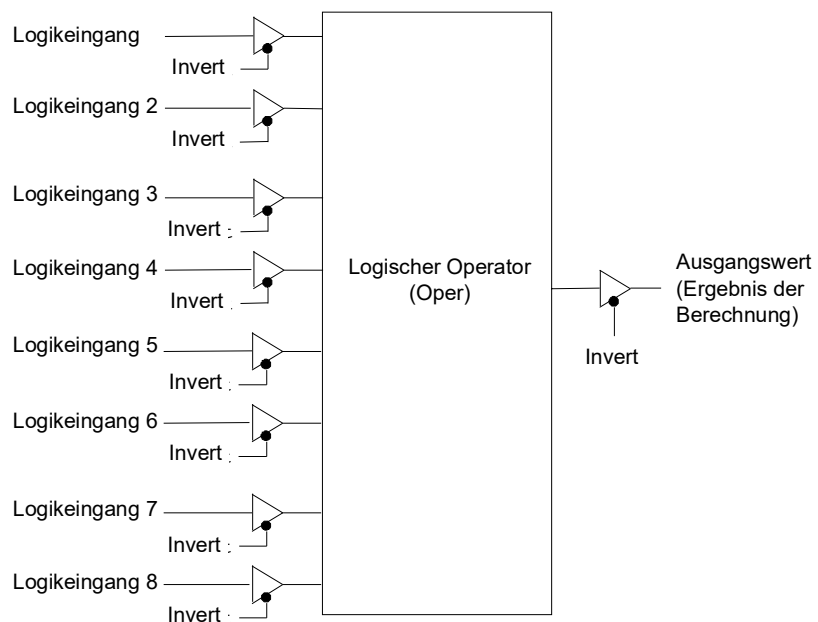 Logikeingang
Invert
Logikeingang 2
Invert
Logikeingang 3
Invert :
Logikeingang 4
Invert :
Logikeingang 5
Invert :
Logikeingang 6
Invert :
Logikeingang 7
Invert :
Logikeingang 8
Invert
Logischer Operator
(Oper)
Ausgangswert
(Ergebnis der
Berechnung)
Invert